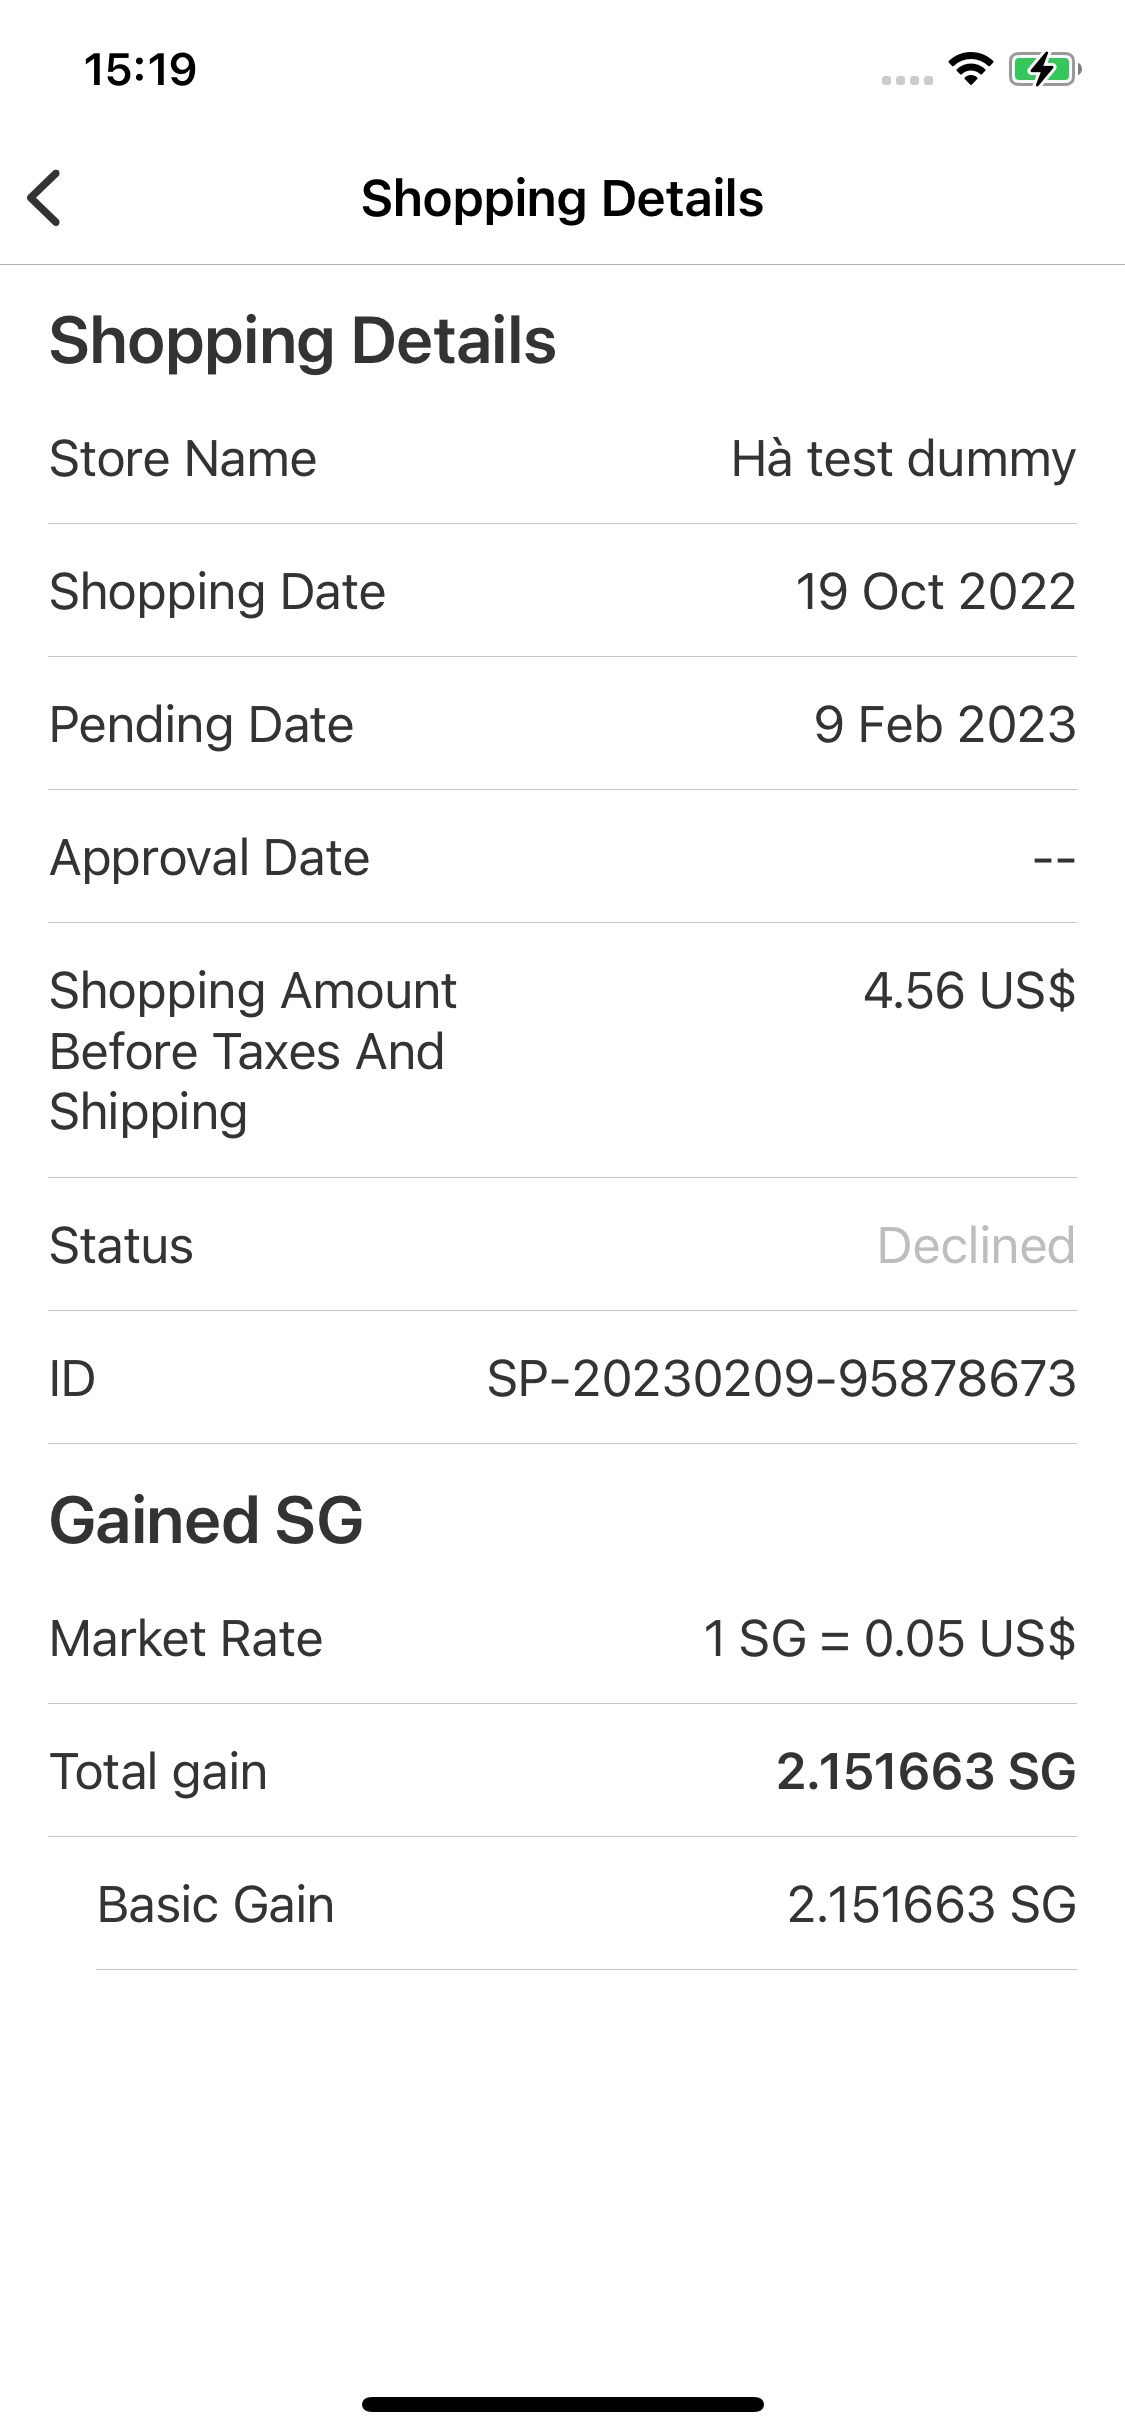 15:19
Shopping Details
Shopping Details
Store Name Hà test dummy
Shopping Date 19 Oct 2022
Pending Date 9 Feb 2023
Approval Date --
Shopping Amount 4.56 US$
Before Taxes And
Shipping
Status Declined
ID SP-20230209-95878673
Gained SG
Market Rate 1 SG = 0.05 US$
Total gain 2.151663 SG
Basic Gain 2.151663 SG